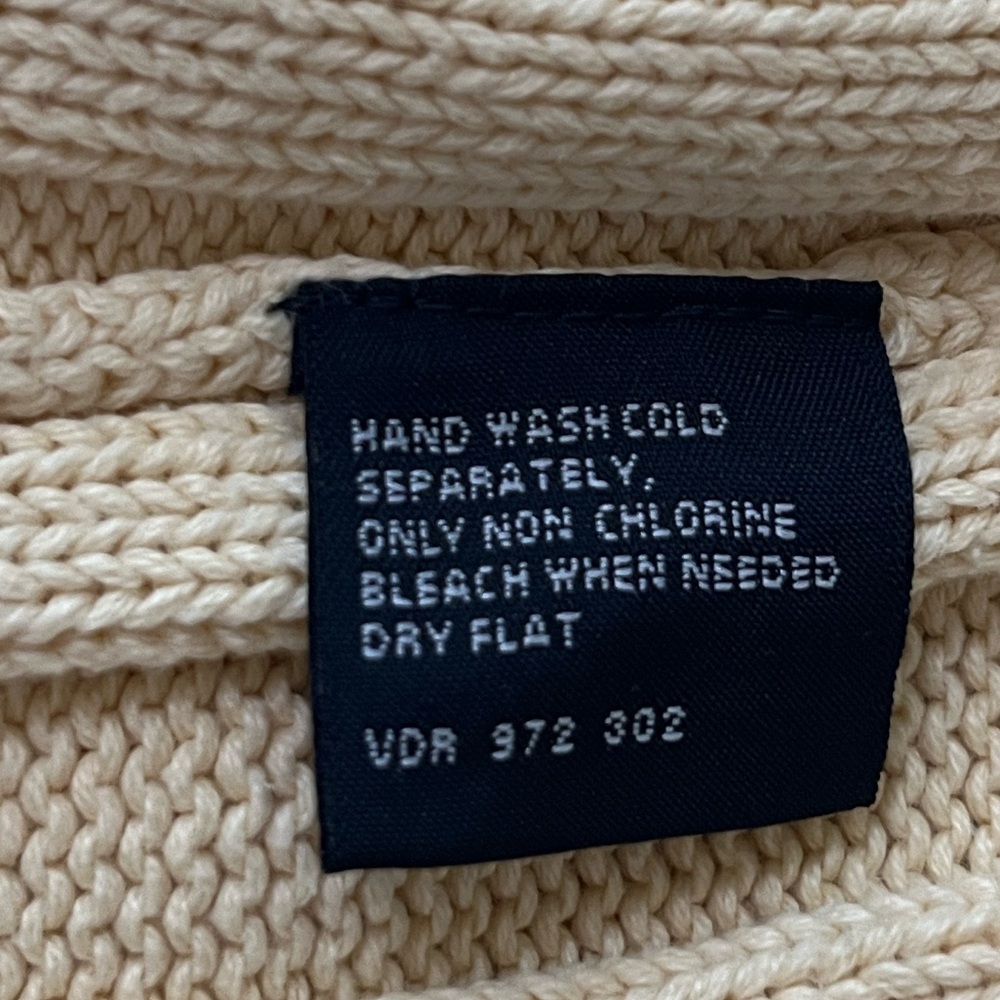 HAND WASH COLD
SEPARATELY,
ONLY NON CHLORINE
BLEACH WHEN NEEDED
DRY FLAT
VDR 972 302